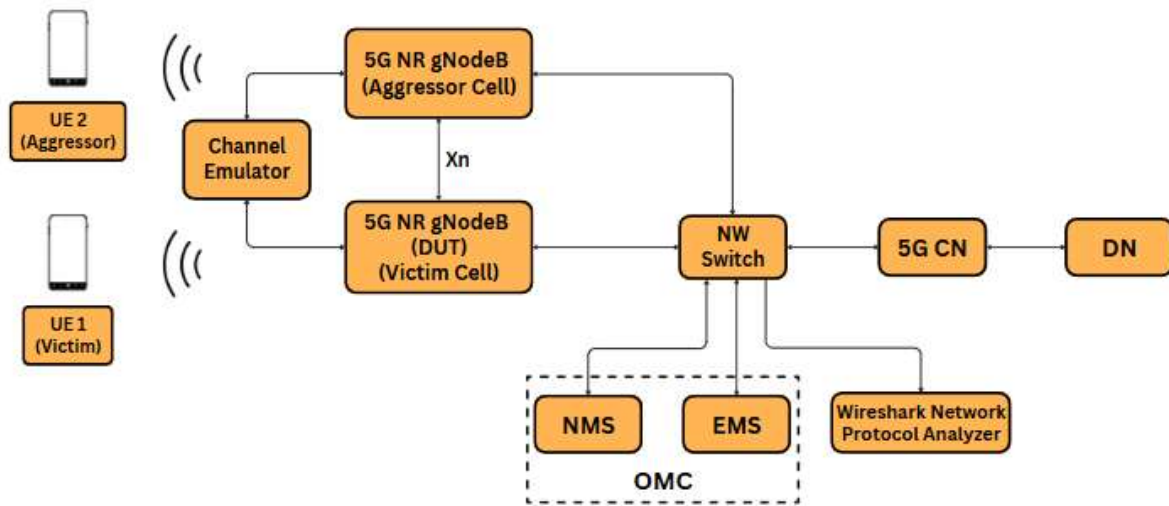 UE 2
(Aggressor)
5G NR gNodeB
(Aggressor Cell)
Channel
Emulator
Xn
UE 1
(Victim)
5G NR gNodeB
(DUT)
(Victim Cell)
NW
Switch
5G CN
DN
NMS
EMS
OMC
Wireshark Network
Protocol Analyzer